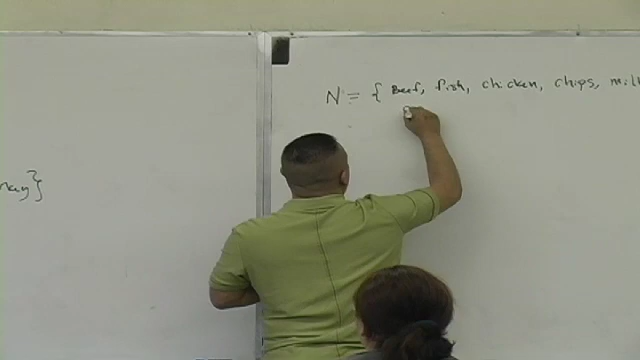 N = { Beef, fish, chicken, chips, mil